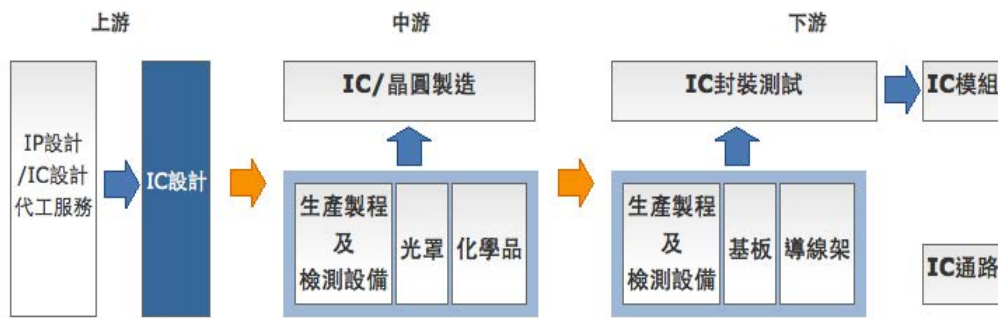 上游
中游
下游
IP設計
/IC設計
代工服務
IC設計
IC/晶圓製造
生產製程
及
檢測設備
光罩
化學品
IC封裝測試
生產製程
及
檢測設備
基板
導線架
IC模組
IC通路